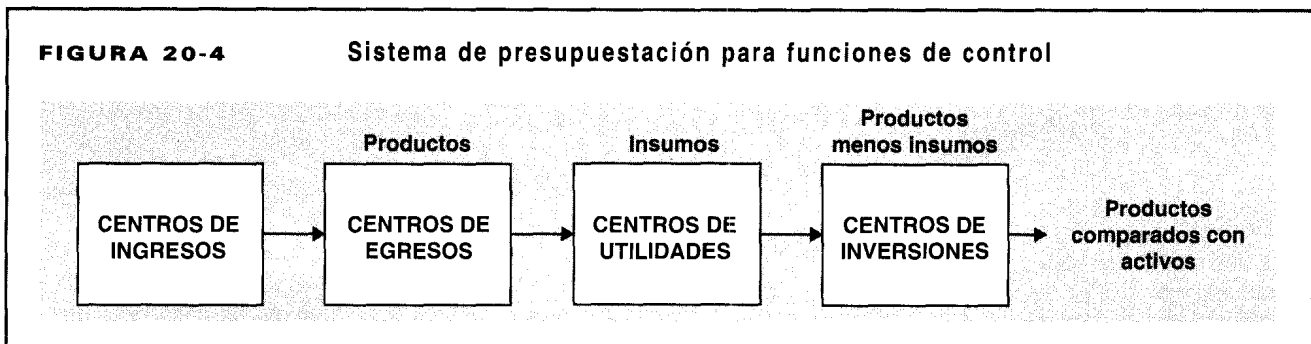 FIGURA 20-4 Sistema de presupuestación para funciones de control
Productos
Insumos
Productos
menos insumos
CENTROS DE
INGRESOS
CENTROS DE
EGRESOS
CENTROS DE
UTILIDADES
CENTROS DE
INVERSIONES
Productos
comparados con
activos